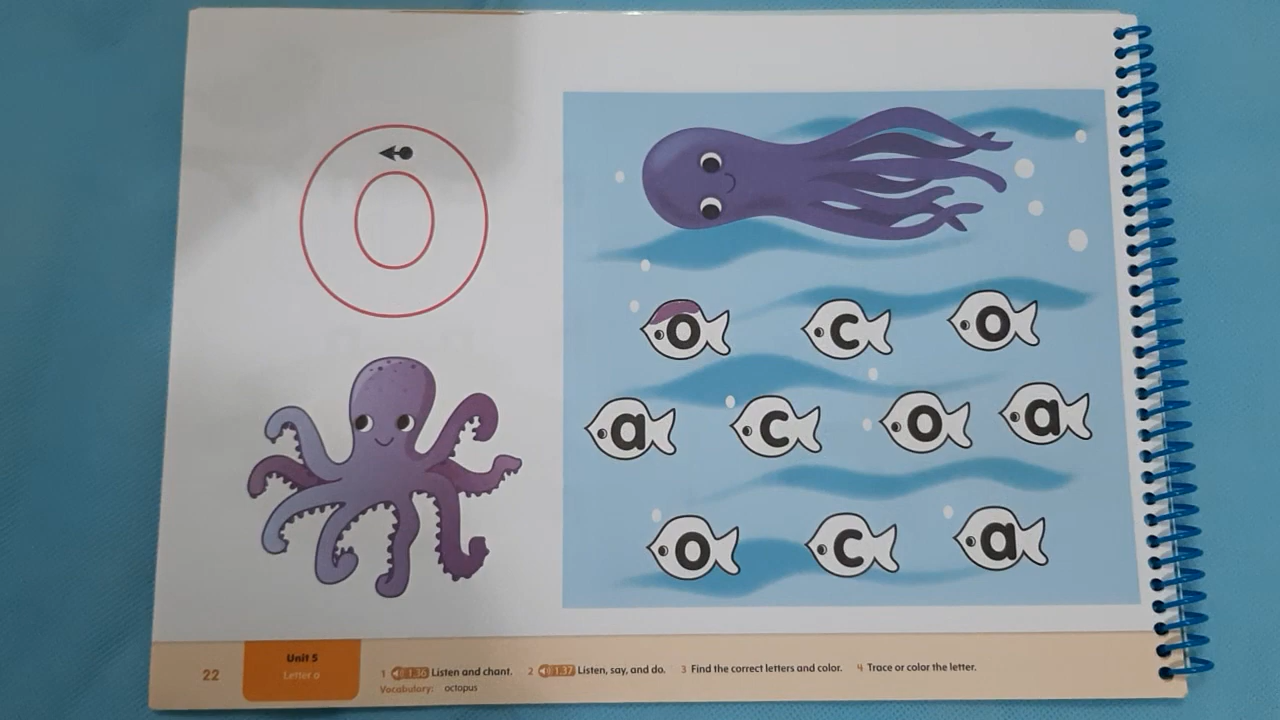 o
o c o
a c o a
o c a
22
Unit 5
Letter o
1 1.36 Listen and chant. 2 1.37 Listen, say, and do. 3 Find the correct letters and color. 4 Trace or color the letter.
Vocabulary: octopus